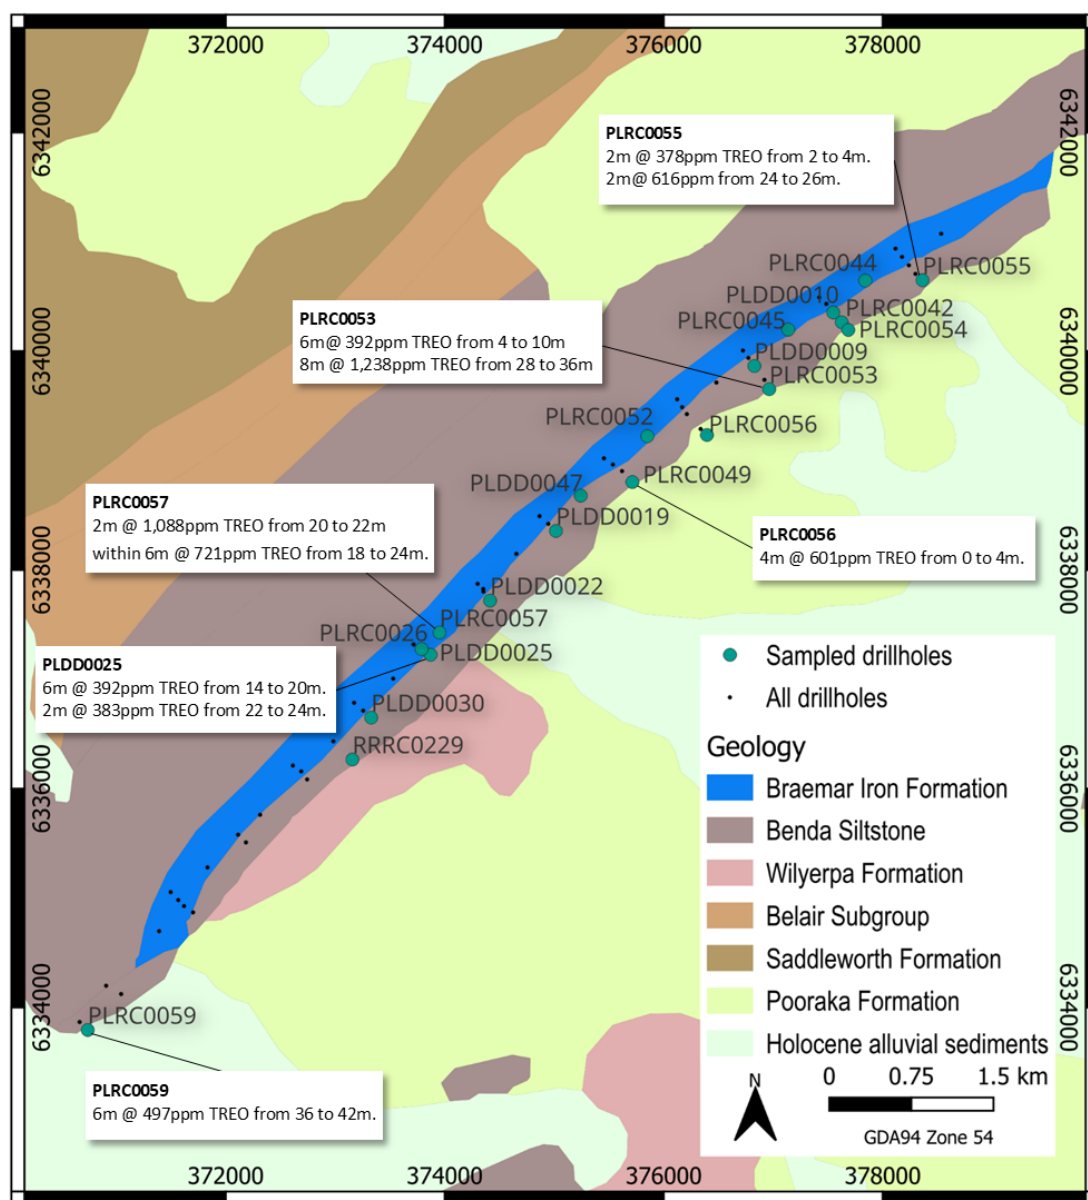 372000
374000
376000
378000
6342000
6342000
PLRC0055
2m @ 378ppm TREO from 2 to 4m.
2m@ 616ppm from 24 to 26m.
PLRC0044
PLRC0055
PLDD0010
PLRC0042
PLRC0045
PLRC0054
PLRC0053
6m@ 392ppm TREO from 4 to 10m
8m @ 1,238ppm TREO from 28 to 36m
6340000
6340000
PLDD0009
PLRC0053
PLRC0052
PLRC0056
PLDD0047
PLRC0049
PLRC0057
2m @ 1,088ppm TREO from 20 to 22m
within 6m @ 721ppm TREO from 18 to 24m.
PLDD0019
PLRC0056
4m @ 601ppm TREO from 0 to 4m.
6338000
6338000
PLDD0022
PLRC0057
PLRC0026
PLDD0025
PLDD0025
6m @ 392ppm TREO from 14 to 20m.
2m @ 383ppm TREO from 22 to 24m.
PLDD0030
RRRC0229
Sampled drillholes
All drillholes
Geology
Braemar Iron Formation
Benda Siltstone
Wilyerpa Formation
Belair Subgroup
Saddleworth Formation
Pooraka Formation
Holocene alluvial sediments
6336000
6336000
6334000
6334000
PLRC0059
PLRC0059
6m @ 497ppm TREO from 36 to 42m.
N
0 0.75 1.5 km
GDA94 Zone 54
372000
374000
376000
378000